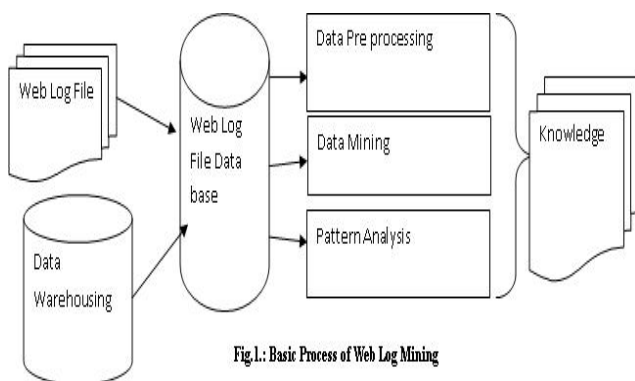 Web Log File
Data
Warehousing
Web Log
File Data
base
Data Pre processing
Data Mining
Pattern Analysis
Knowledge
Fig.1.: Basic Process of Web Log Mining